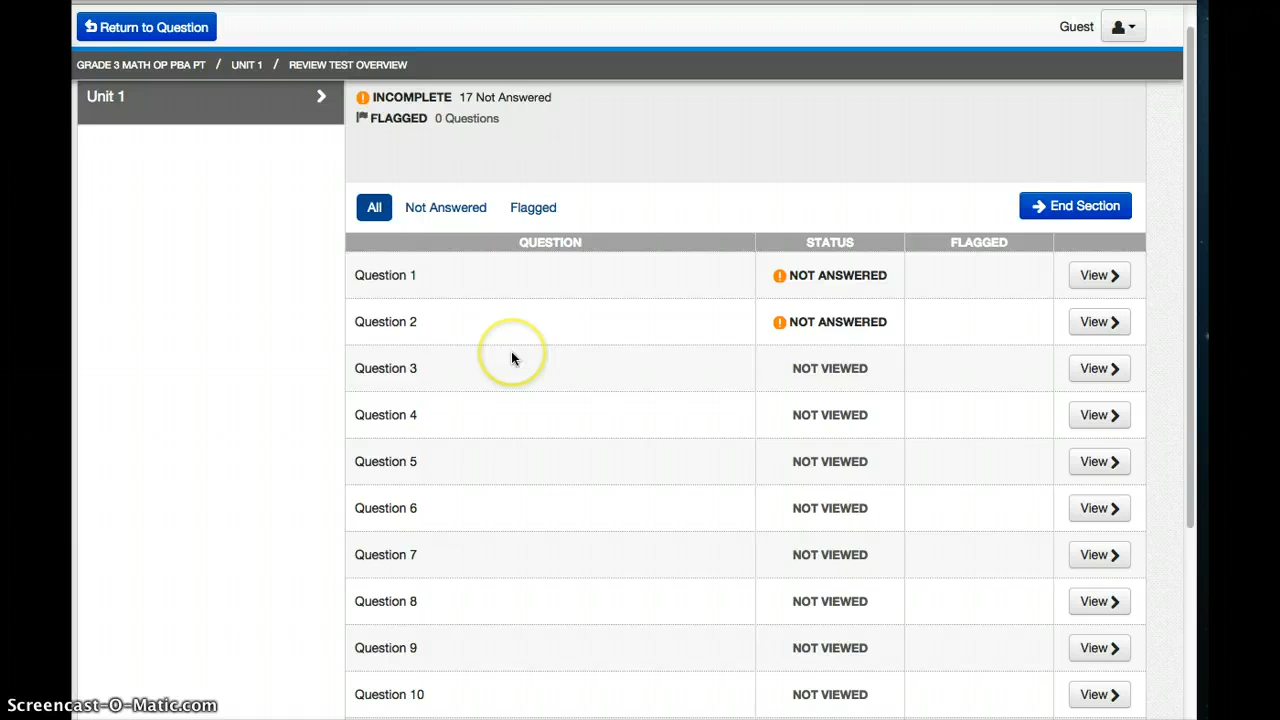 Return to Question
Guest
GRADE 3 MATH OP PBA PT / UNIT 1 / REVIEW TEST OVERVIEW
Unit 1
INCOMPLETE 17 Not Answered
FLAGGED 0 Questions
All Not Answered Flagged
End Section
QUESTION STATUS FLAGGED
Question 1 NOT ANSWERED View
Question 2 NOT ANSWERED View
Question 3 NOT VIEWED View
Question 4 NOT VIEWED View
Question 5 NOT VIEWED View
Question 6 NOT VIEWED View
Question 7 NOT VIEWED View
Question 8 NOT VIEWED View
Question 9 NOT VIEWED View
Question 10 NOT VIEWED View
Screencast-O-Matic.com